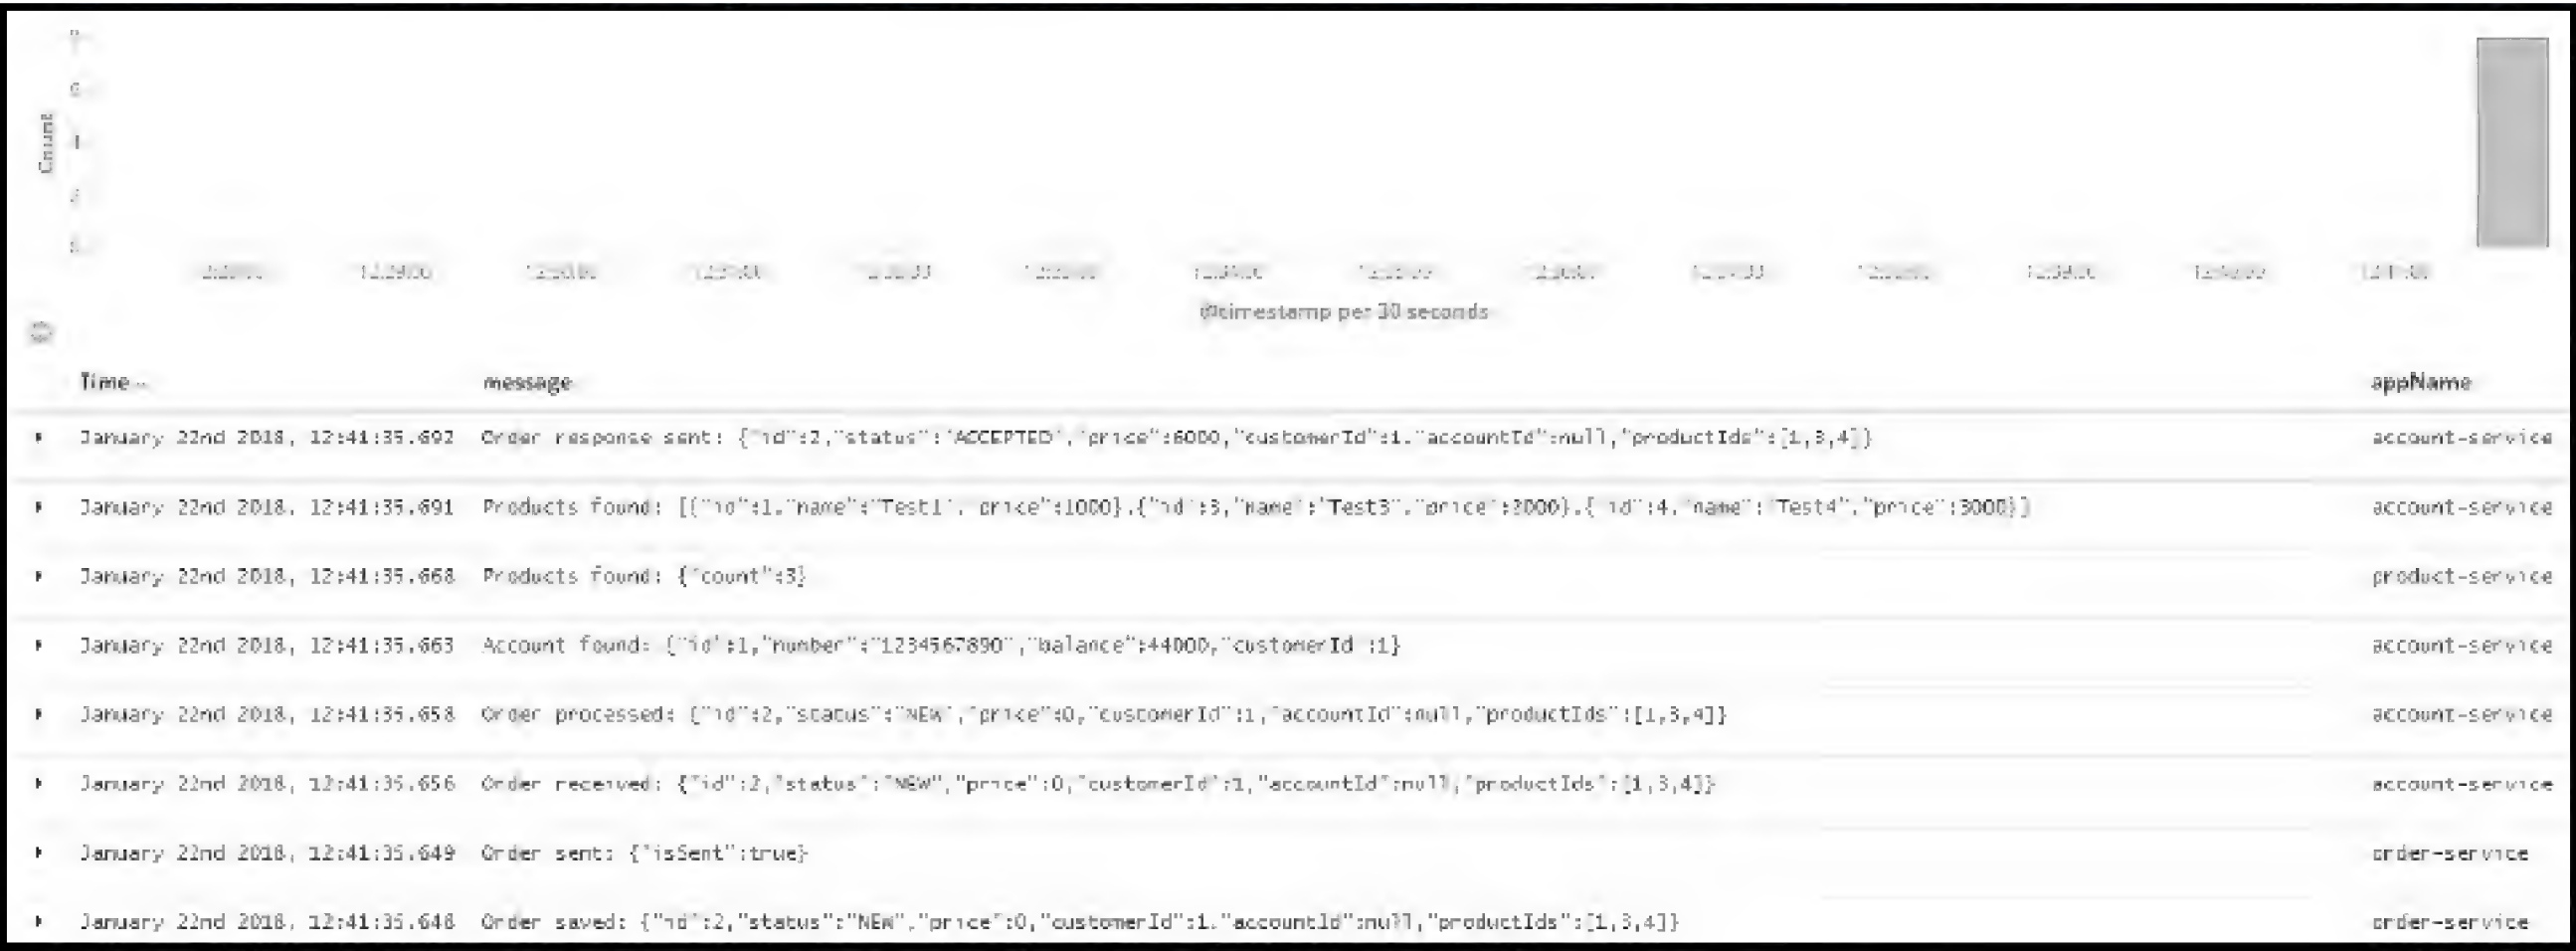 Count
@timestamp per 30 seconds
Time message appName
January 22nd 2018, 12:41:35.692 Order response sent: {"id":2,"status":"ACCEPTED","price":6000,"customerId":1,"accountId":null,"productIds":[1,3,4]} account-service
January 22nd 2018, 12:41:35.691 Products found: [{"id":1,"name":"Test1","price":1000},{"id":3,"name":"Test3","price":2000},{"id":4,"name":"Test4","price":3000}] account-service
January 22nd 2018, 12:41:35.668 Products found: {"count":3} product-service
January 22nd 2018, 12:41:35.663 Account found: {"id":1,"number":"1234567890","balance":44000,"customerId":1} account-service
January 22nd 2018, 12:41:35.658 Order processed: {"id":2,"status":"NEW","price":0,"customerId":1,"accountId":null,"productIds":[1,3,4]} account-service
January 22nd 2018, 12:41:35.656 Order received: {"id":2,"status":"NEW","price":0,"customerId":1,"accountId":null,"productIds":[1,3,4]} account-service
January 22nd 2018, 12:41:35.649 Order sent: {"isSent":true} order-service
January 22nd 2018, 12:41:35.648 Order saved: {"id":2,"status":"NEW","price":0,"customerId":1,"accountId":null,"productIds":[1,3,4]} order-service